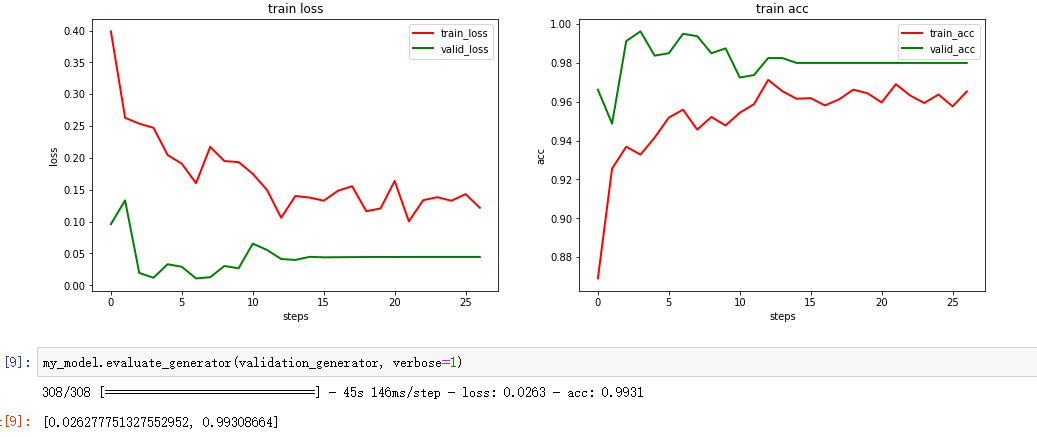 train loss
train_loss
valid_loss
0.40
0.35
0.30
0.25
0.20
0.15
0.10
0.05
0.00
loss
0 5 10 15 20 25
steps
train acc
train_acc
valid_acc
1.00
0.98
0.96
0.94
0.92
0.90
0.88
acc
0 5 10 15 20 25
steps
[9]: my_model.evaluate_generator(validation_generator, verbose=1)
308/308 [==============================] - 45s 146ms/step - loss: 0.0263 - acc: 0.9931
:[9]: [0.026277751327552952, 0.99308664]